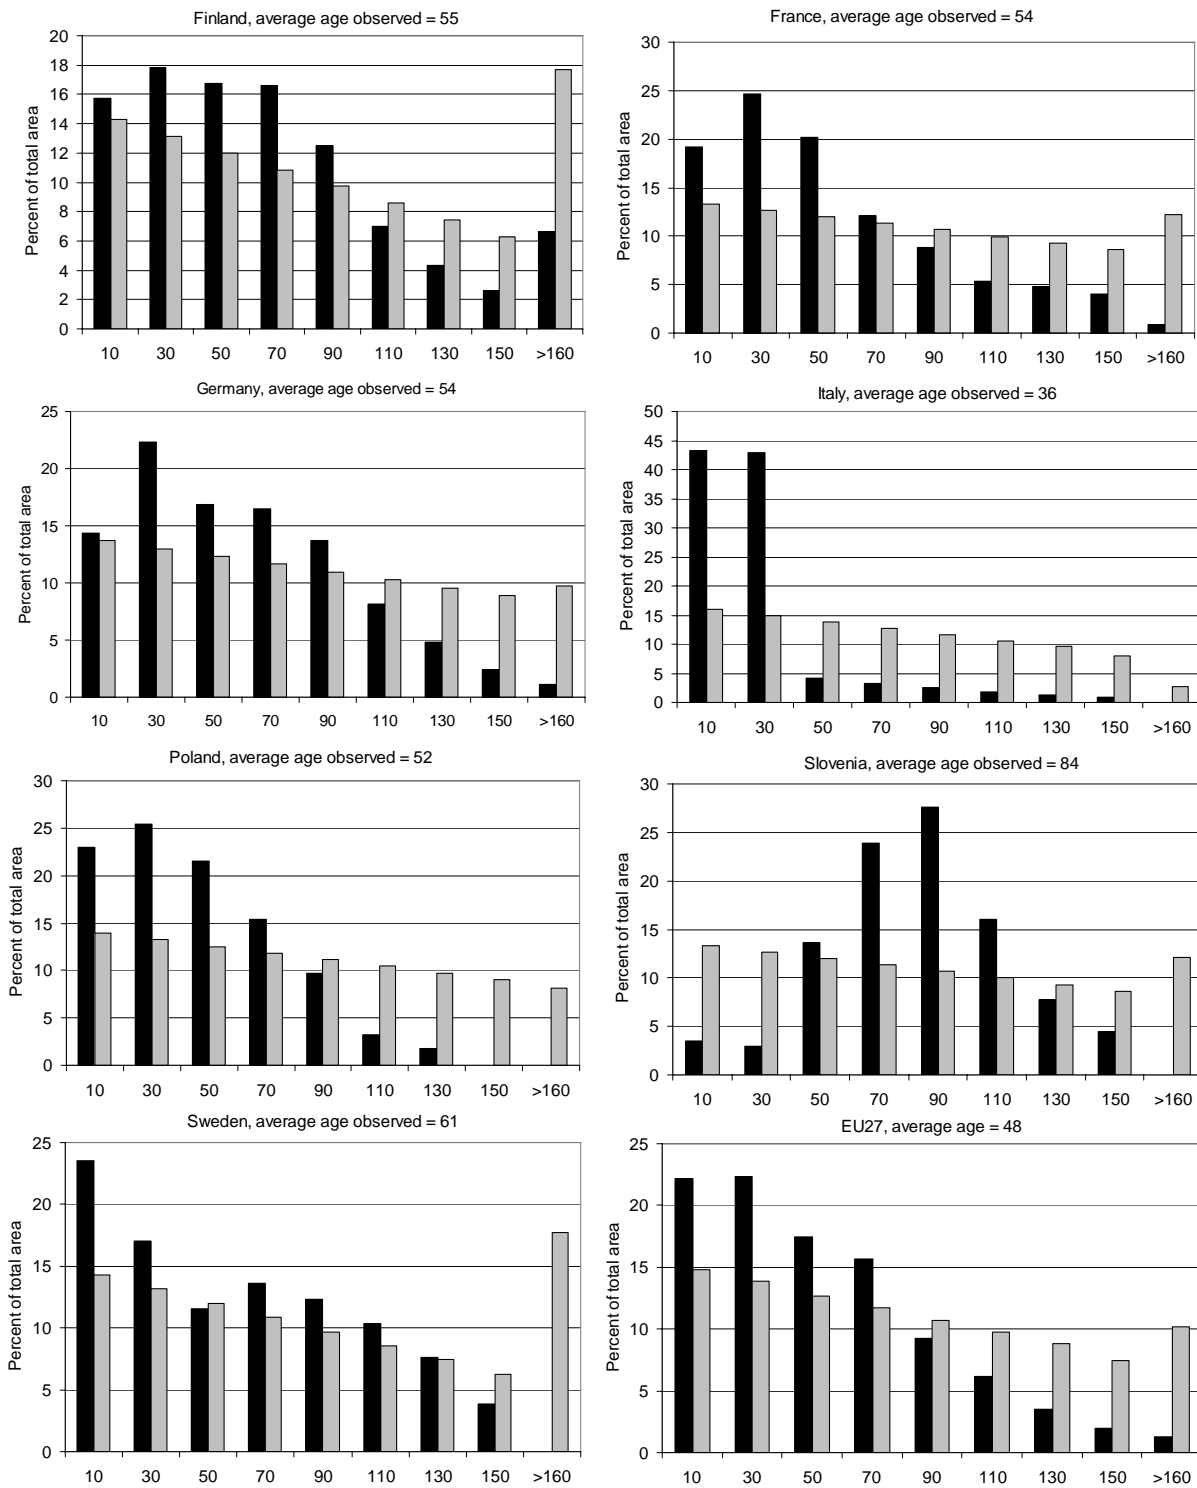 Finland, average age observed = 55
Percent of total area
20
18
16
14
12
10
8
6
4
2
0
10 30 50 70 90 110 130 150 >160
France, average age observed = 54
Percent of total area
30
25
20
15
10
5
0
10 30 50 70 90 110 130 150 >160
Germany, average age observed = 54
Percent of total area
25
20
15
10
5
0
10 30 50 70 90 110 130 150 >160
Italy, average age observed = 36
Percent of total area
50
45
40
35
30
25
20
15
10
5
0
10 30 50 70 90 110 130 150 >160
Poland, average age observed = 52
Percent of total area
30
25
20
15
10
5
0
10 30 50 70 90 110 130 150 >160
Slovenia, average age observed = 84
Percent of total area
30
25
20
15
10
5
0
10 30 50 70 90 110 130 150 >160
Sweden, average age observed = 61
Percent of total area
25
20
15
10
5
0
10 30 50 70 90 110 130 150 >160
EU27, average age = 48
Percent of total area
25
20
15
10
5
0
10 30 50 70 90 110 130 150 >160